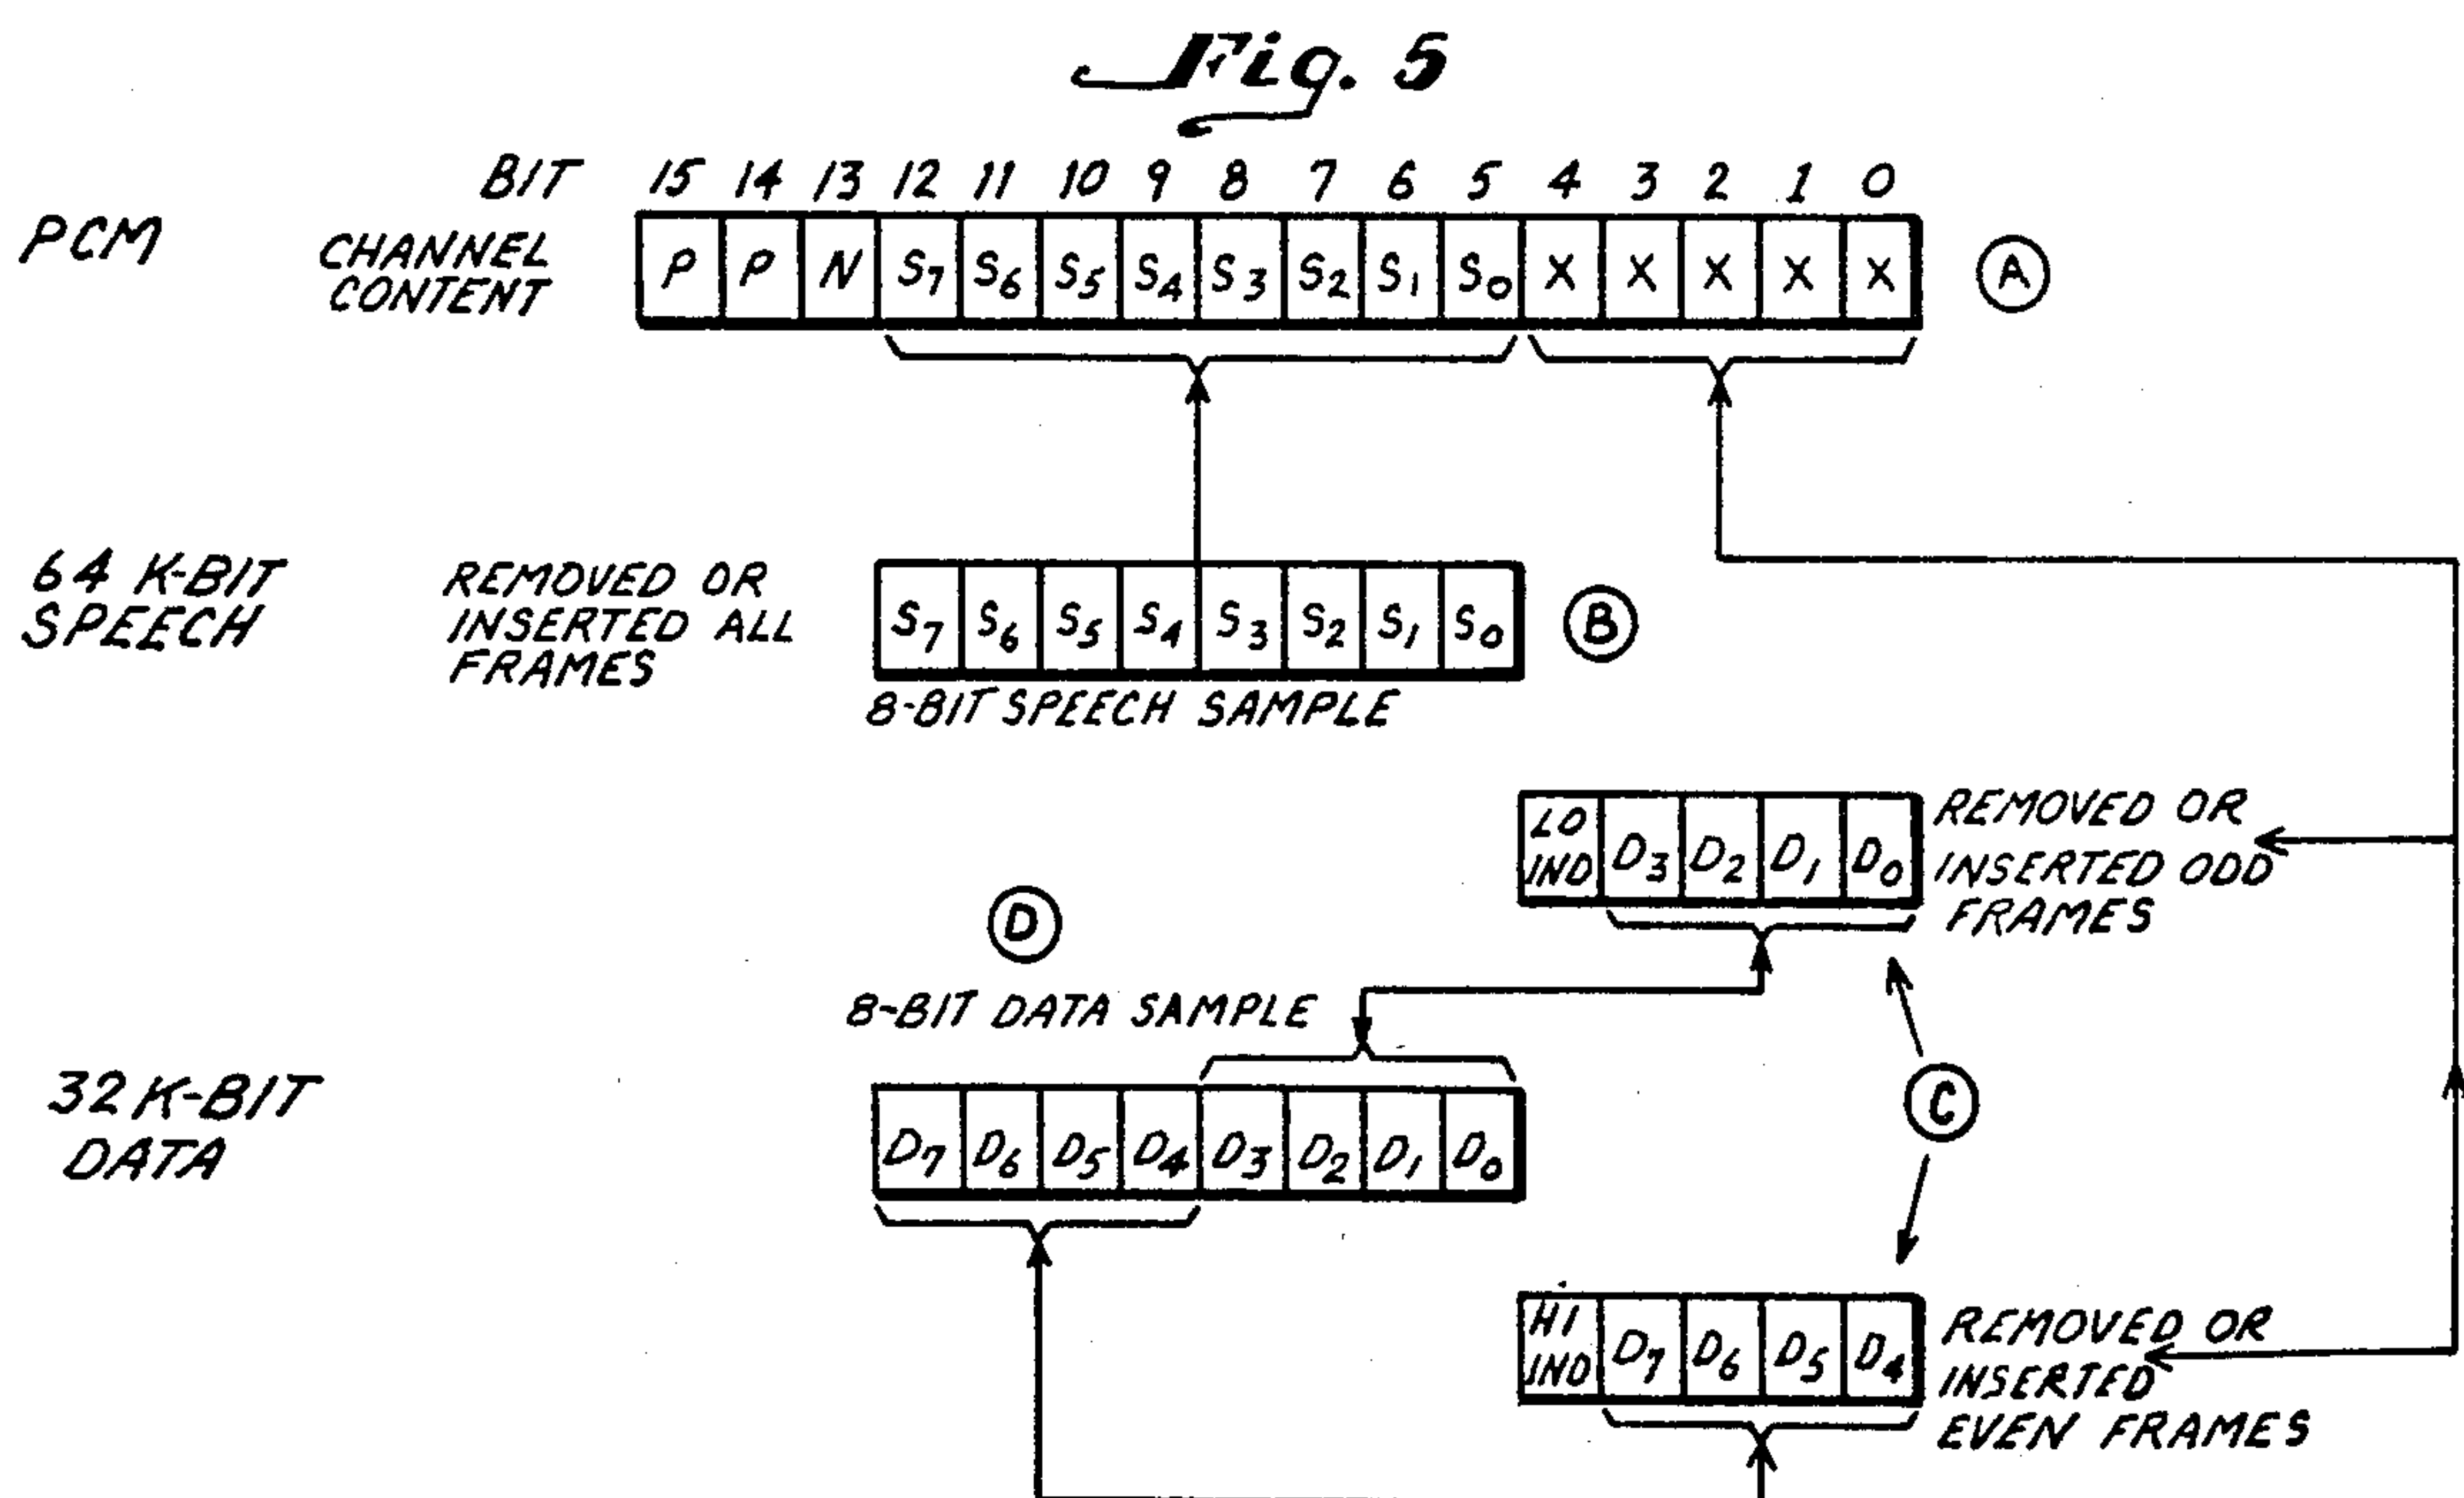 Fig. 5
BIT 15 14 13 12 11 10 9 8 7 6 5 4 3 2 1 0
PCM
CHANNEL
CONTENT
P P N S7 S6 S5 S4 S3 S2 S1 S0 X X X X X
A
64 K-BIT
SPEECH
REMOVED OR
INSERTED ALL
FRAMES
S7 S6 S5 S4 S3 S2 S1 S0
B
8-BIT SPEECH SAMPLE
LO
IND
D3 D2 D1 D0
REMOVED OR
INSERTED ODD
FRAMES
D
8-BIT DATA SAMPLE
C
32 K-BIT
DATA
D7 D6 D5 D4 D3 D2 D1 D0
HI
IND
D7 D6 D5 D4
REMOVED OR
INSERTED
EVEN FRAMES